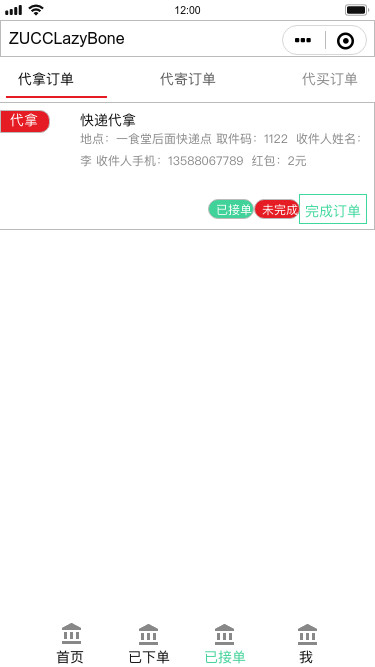 12:00
ZUCCLazyBone
代拿订单 代寄订单 代买订单
代拿 快递代拿
地点：一食堂后面快递点 取件码：1122 收件人姓名：
李 收件人手机：13588067789 红包：2元
已接单 未完成 完成订单
首页 已下单 已接单 我